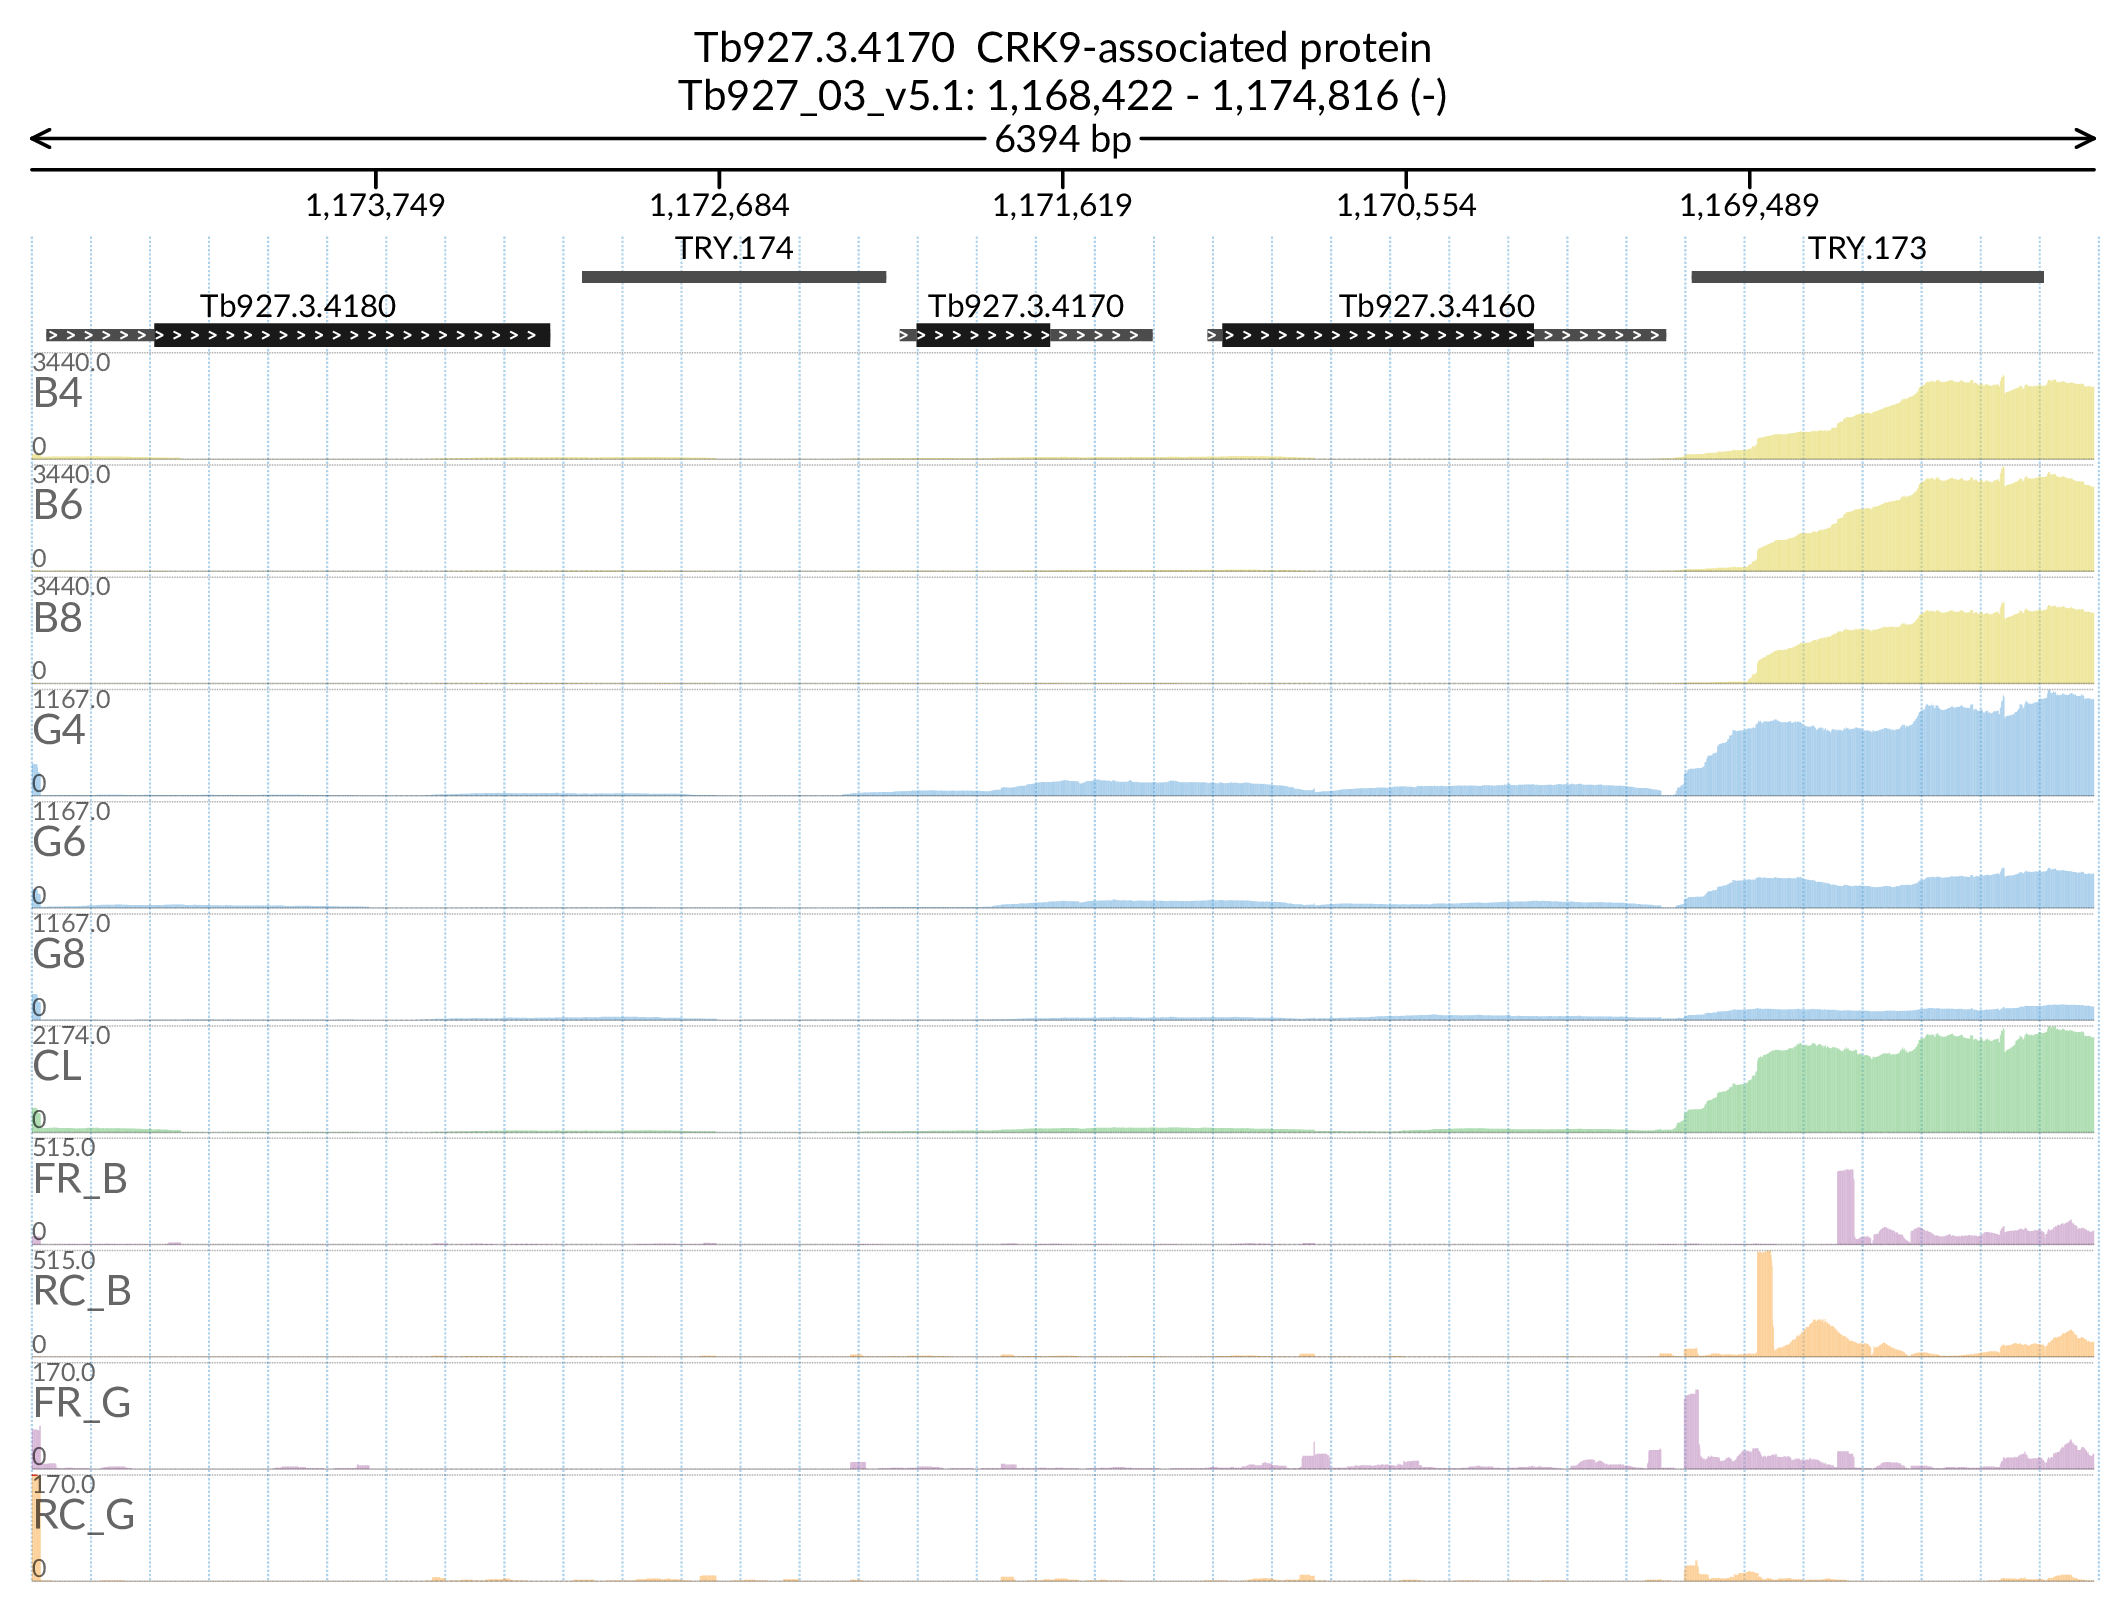 Tb927.3.4170 CRK9-associated protein
Tb927_03_v5.1: 1,168,422 - 1,174,816 (-)
6394 bp
1,173,749 1,172,684 1,171,619 1,170,554 1,169,489
TRY.174 TRY.173
Tb927.3.4180 Tb927.3.4170 Tb927.3.4160
3440.0
B4
0
3440.0
B6
0
3440.0
B8
0
1167.0
G4
0
1167.0
G6
0
1167.0
G8
0
2174.0
CL
0
515.0
FR_B
0
515.0
RC_B
0
170.0
FR_G
0
170.0
RC_G
0